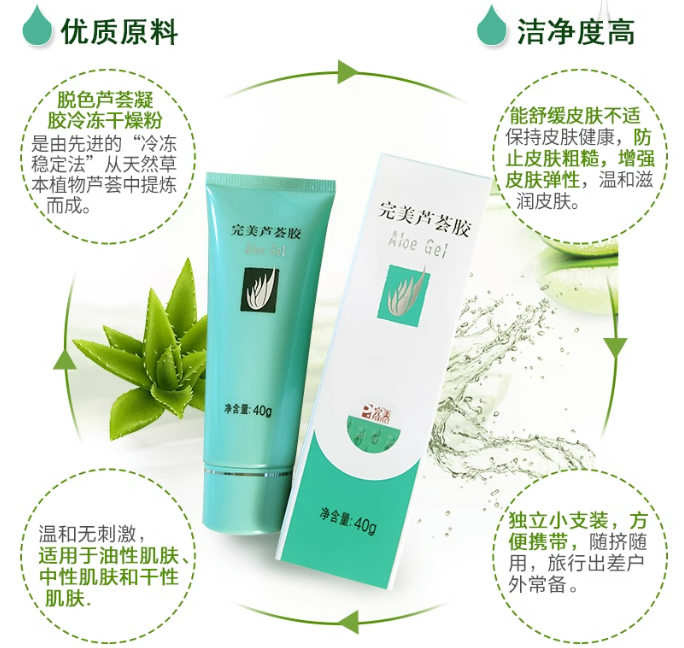 优质原料
洁净度高
脱色芦荟凝
胶冷冻干燥粉
是由先进的“冷冻
稳定法”从天然草
本植物芦荟中提炼
而成。
能舒缓皮肤不适
保持皮肤健康，防
止皮肤粗糙，增强
皮肤弹性，温和滋
润皮肤。
完美芦荟胶
Aloe Gel
净含量: 40g
完美芦荟胶
Aloe Gel
完美
净含量: 40g
温和无刺激，
适用于油性肌肤、
中性肌肤和干性
肌肤.
独立小支装，方
便携带，随挤随
用，旅行出差户
外常备。